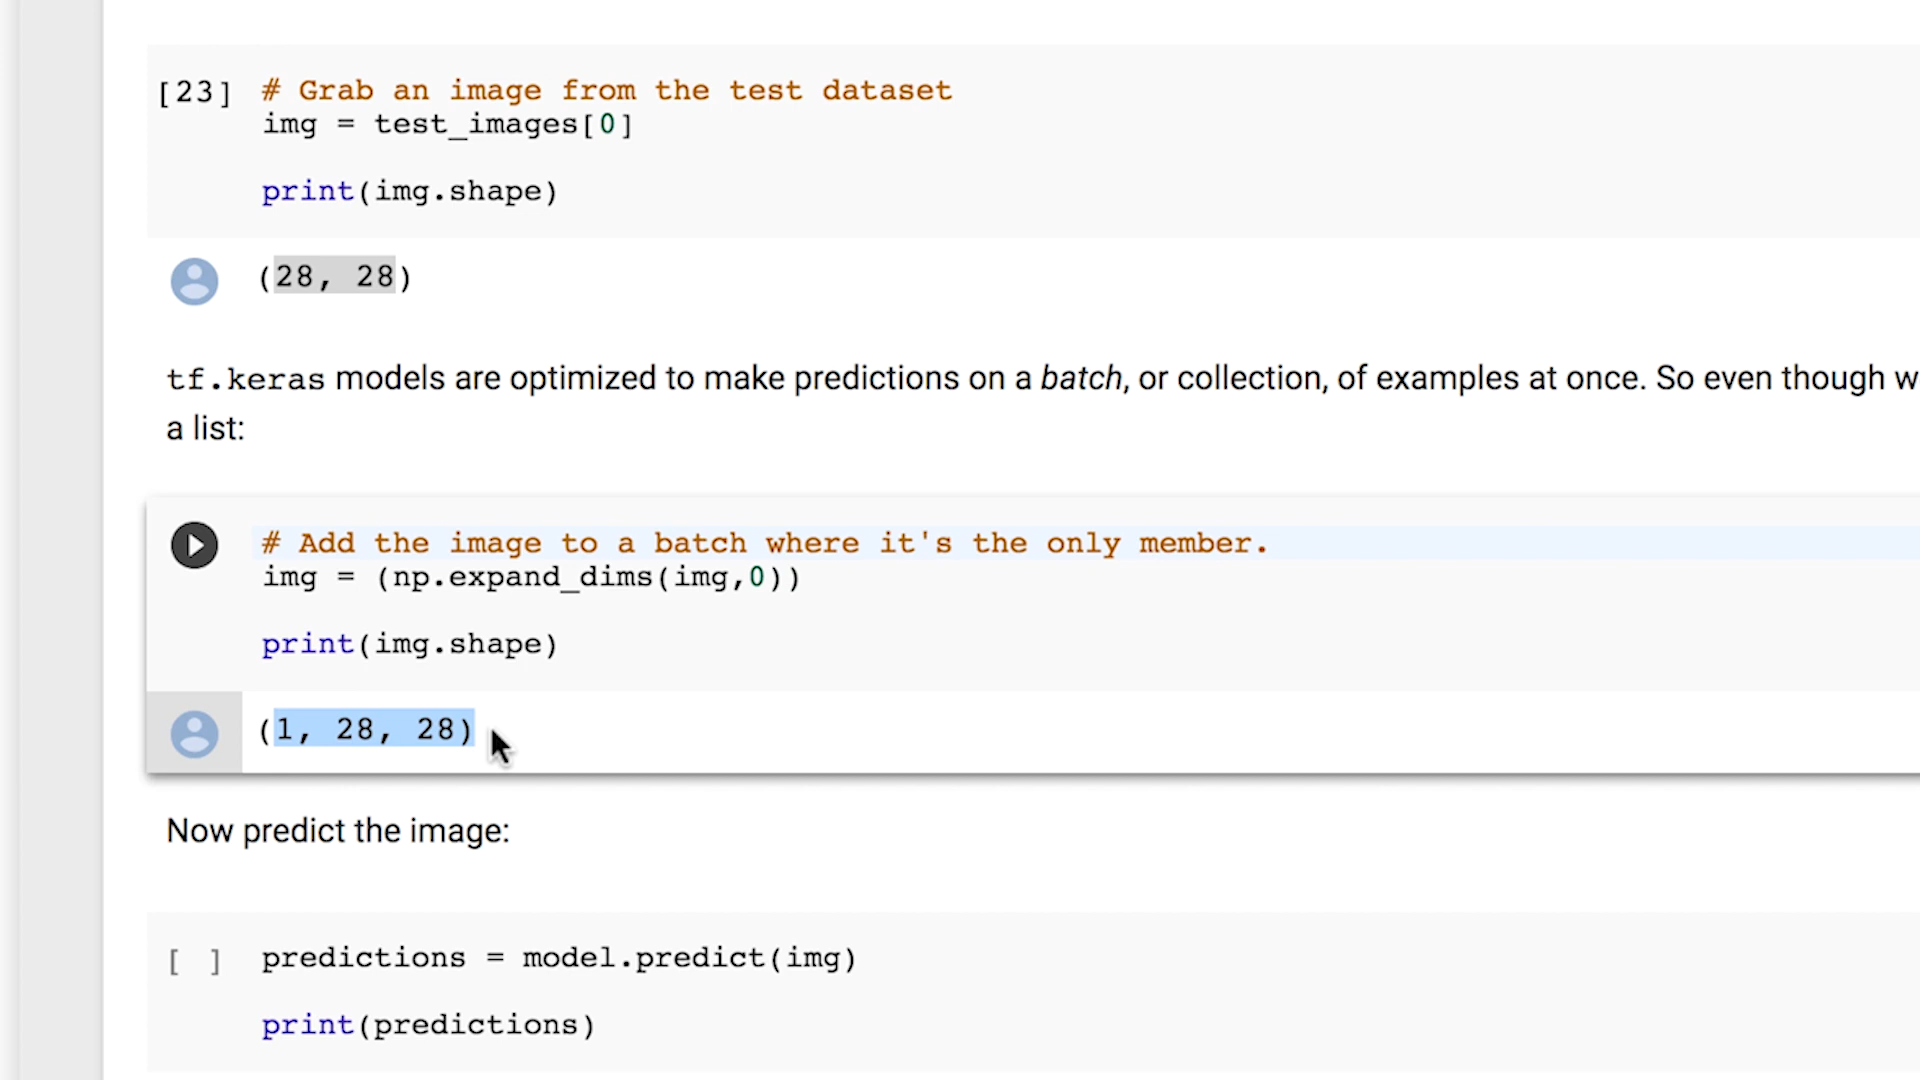 [23] # Grab an image from the test dataset
img = test_images[0]
print(img.shape)
(28, 28)
tf.keras models are optimized to make predictions on a batch, or collection, of examples at once. So even though
a list:
# Add the image to a batch where it's the only member.
img = (np.expand_dims(img,0))
print(img.shape)
(1, 28, 28)
Now predict the image:
[ ] predictions = model.predict(img)
print(predictions)